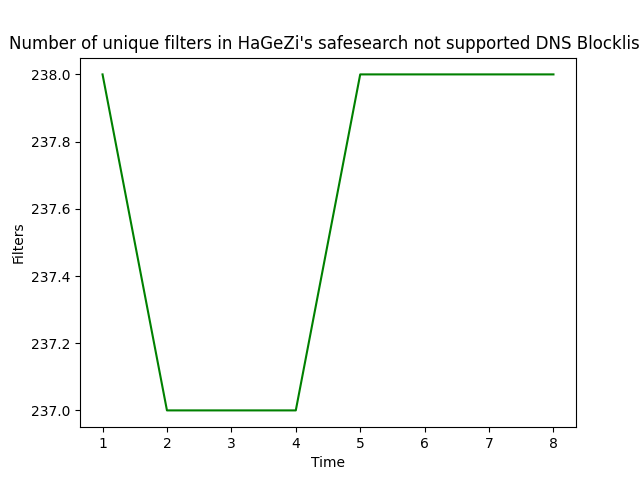 Number of unique filters in HaGeZi's safesearch not supported DNS Blocklis
238.0
237.8
237.6
237.4
237.2
237.0
Filters
1 2 3 4 5 6 7 8
Time